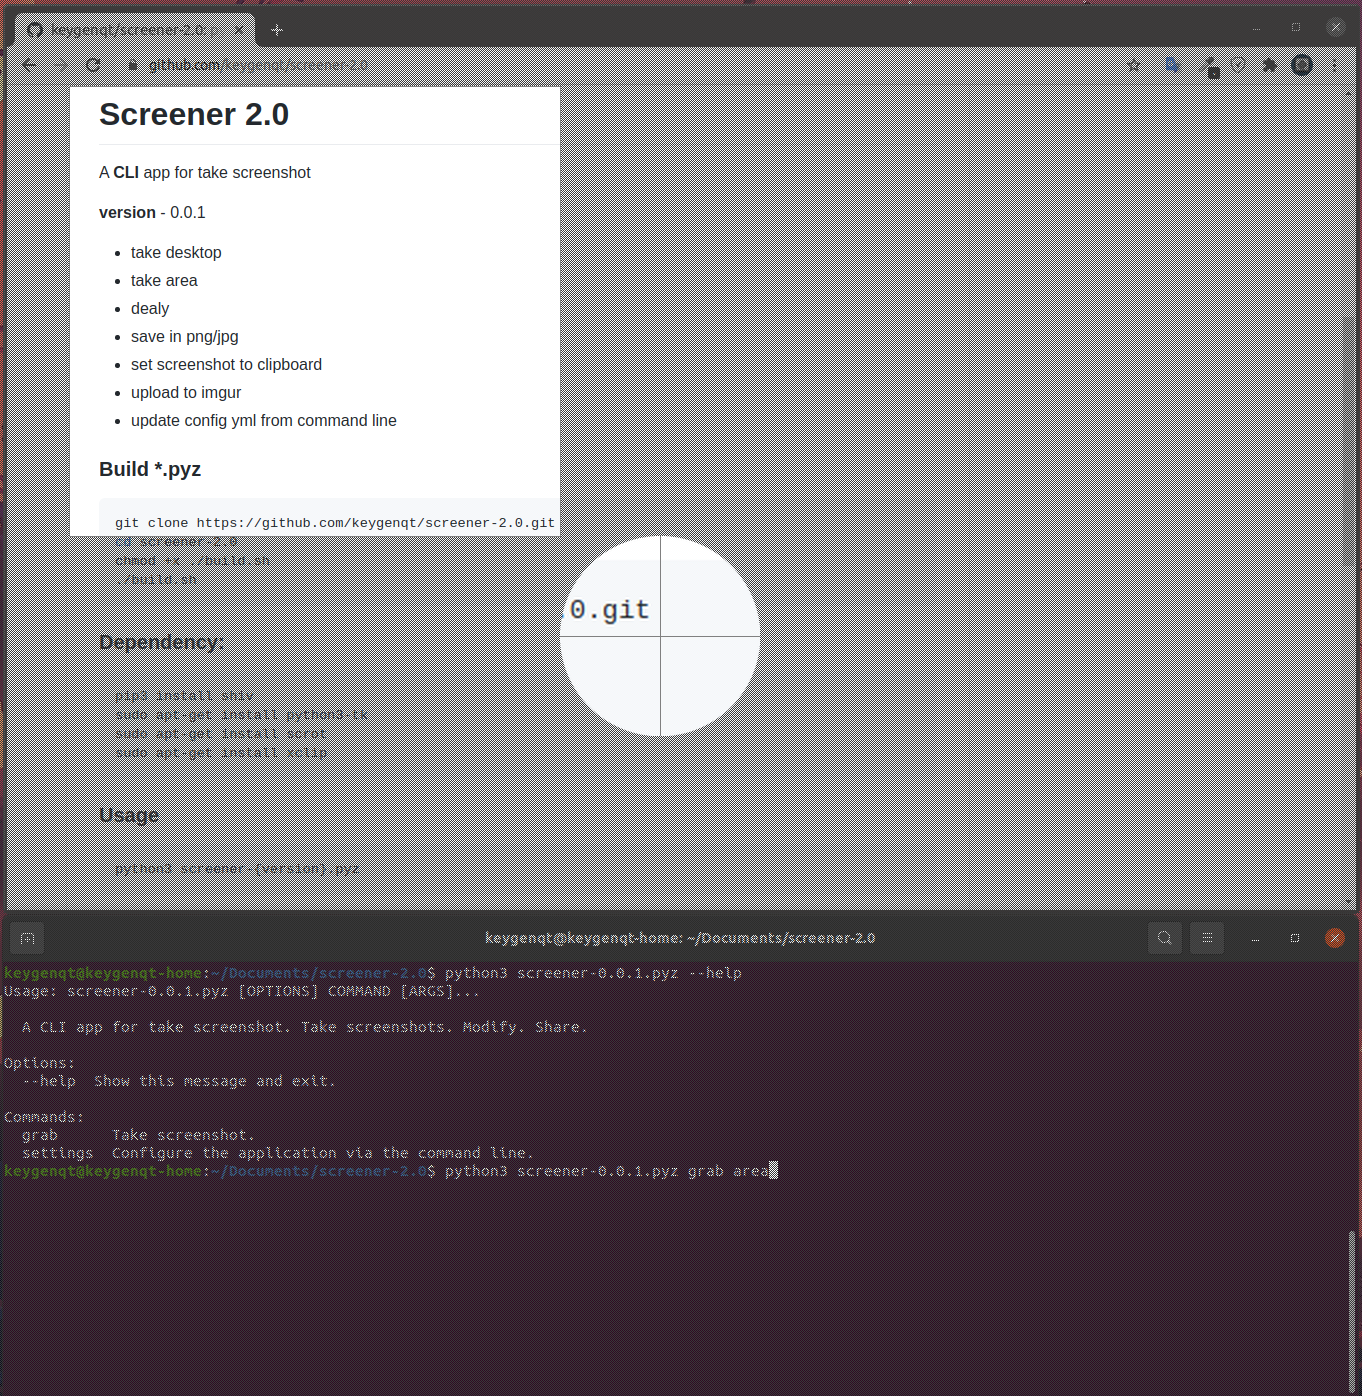 keygenqt/screener-2.0
github.com/keygenqt/screener-2.0
Screener 2.0
A CLI app for take screenshot
version - 0.0.1
take desktop
take area
dealy
save in png/jpg
set screenshot to clipboard
upload to imgur
update config yml from command line
Build *.pyz
git clone https://github.com/keygenqt/screener-2.0.git
cd screener-2.0
chmod +x ./build.sh
./build.sh
0.git
Dependency:
pip3 install shiv
sudo apt-get install python3-tk
sudo apt-get install xclip
Usage
python3 screener-{version}.pyz
keygenqt@keygenqt-home: ~/Documents/screener-2.0
keygenqt@keygenqt-home:~/Documents/screener-2.0$ python3 screener-0.0.1.pyz --help
Usage: screener-0.0.1.pyz [OPTIONS] COMMAND [ARGS]...
A CLI app for take screenshot. Take screenshots. Modify. Share.
Options:
--help  Show this message and exit.
Commands:
grab      Take screenshot.
settings  Configure the application via the command line.
keygenqt@keygenqt-home:~/Documents/screener-2.0$ python3 screener-0.0.1.pyz grab area